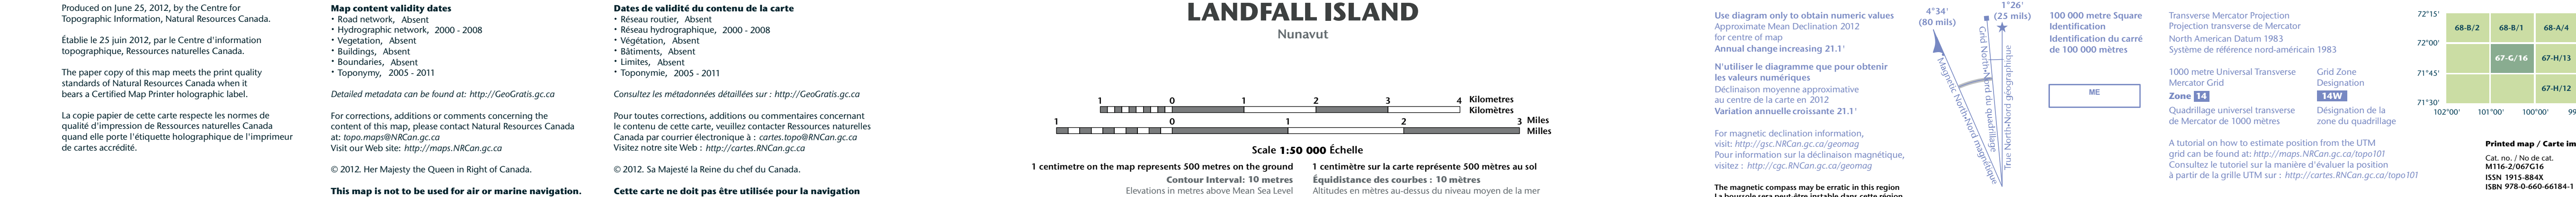 Produced on June 25, 2012, by the Centre for
Topographic Information, Natural Resources Canada.
Établie le 25 juin 2012, par le Centre d'information
topographique, Ressources naturelles Canada.
The paper copy of this map meets the print quality
standards of Natural Resources Canada when it
bears a Certified Map Printer holographic label.
La copie papier de cette carte respecte les normes de
qualité d'impression de Ressources naturelles Canada
quand elle porte l'étiquette holographique de l'imprimeur
de cartes accrédité.
Map content validity dates
• Road network, Absent
• Hydrographic network, 2000 - 2008
• Vegetation, Absent
• Buildings, Absent
• Boundaries, Absent
• Toponymy, 2005 - 2011
Detailed metadata can be found at: http://GeoGratis.gc.ca
For corrections, additions or comments concerning the
content of this map, please contact Natural Resources Canada
at: topo.maps@NRCan.gc.ca
Visit our Web site: http://maps.NRCan.gc.ca
© 2012. Her Majesty the Queen in Right of Canada.
This map is not to be used for air or marine navigation.
Dates de validité du contenu de la carte
• Réseau routier, Absent
• Réseau hydrographique, 2000 - 2008
• Végétation, Absent
• Bâtiments, Absent
• Limites, Absent
• Toponymie, 2005 - 2011
Consultez les métadonnées détaillées sur : http://GeoGratis.gc.ca
Pour toutes corrections, additions ou commentaires concernant
le contenu de cette carte, veuillez contacter Ressources naturelles
Canada par courrier électronique à : cartes.topo@NRCan.gc.ca
Visitez notre site Web : http://cartes.NRCan.gc.ca
© 2012. Sa Majesté la Reine du chef du Canada.
Cette carte ne doit pas être utilisée pour la navigation
LANDFALL ISLAND
Nunavut
1 0 1 2 3 4 Kilometres
Kilomètres
1 0 1 2 3 Miles
Milles
Scale 1:50 000 Échelle
1 centimetre on the map represents 500 metres on the ground
1 centimètre sur la carte représente 500 mètres au sol
Contour Interval: 10 metres
Équidistance des courbes : 10 mètres
Elevations in metres above Mean Sea Level
Altitudes en mètres au-dessus du niveau moyen de la mer
Use diagram only to obtain numeric values
Approximate Mean Declination 2012
for centre of map
Annual change increasing 21.1'
N'utiliser le diagramme que pour obtenir
les valeurs numériques
Déclinaison moyenne approximative
au centre de la carte en 2012
Variation annuelle croissante 21.1'
For magnetic declination information,
visit: http://gsc.NRCan.gc.ca/geomag
Pour information sur la déclinaison magnétique,
visitez : http://cgc.NRCan.gc.ca/geomag
The magnetic compass may be erratic in this region
La boussole peut être instable dans cette région
4°34'
(80 mils)
1°26'
(25 mils)
Magnetic North•Nord magnétique
Grid North•Nord du quadrillage
True North•Nord géographique
100 000 metre Square
Identification
Identification du carré
de 100 000 mètres
ME
Transverse Mercator Projection
Projection transverse de Mercator
North American Datum 1983
Système de référence nord-américain 1983
1000 metre Universal Transverse
Mercator Grid
Zone 14
Quadrillage universel transverse
de Mercator de 1000 mètres
Grid Zone
Designation
14W
Désignation de la
zone du quadrillage
A tutorial on how to estimate position from the UTM
grid can be found at: http://maps.NRCan.gc.ca/topo101
Consultez le tutoriel sur la manière d'évaluer la position
à partir de la grille UTM sur : http://cartes.NRCan.gc.ca/topo101
72°15'
68-B/2 68-B/1 68-A/4
72°00'
67-G/16 67-H/13
71°45'
67-H/12
71°30'
102°00' 101°00' 100°00' 99
Printed map / Carte im
Cat. no. / No de cat.
M116-2/067G16
ISSN 1915-884X
ISBN 978-0-660-66184-1